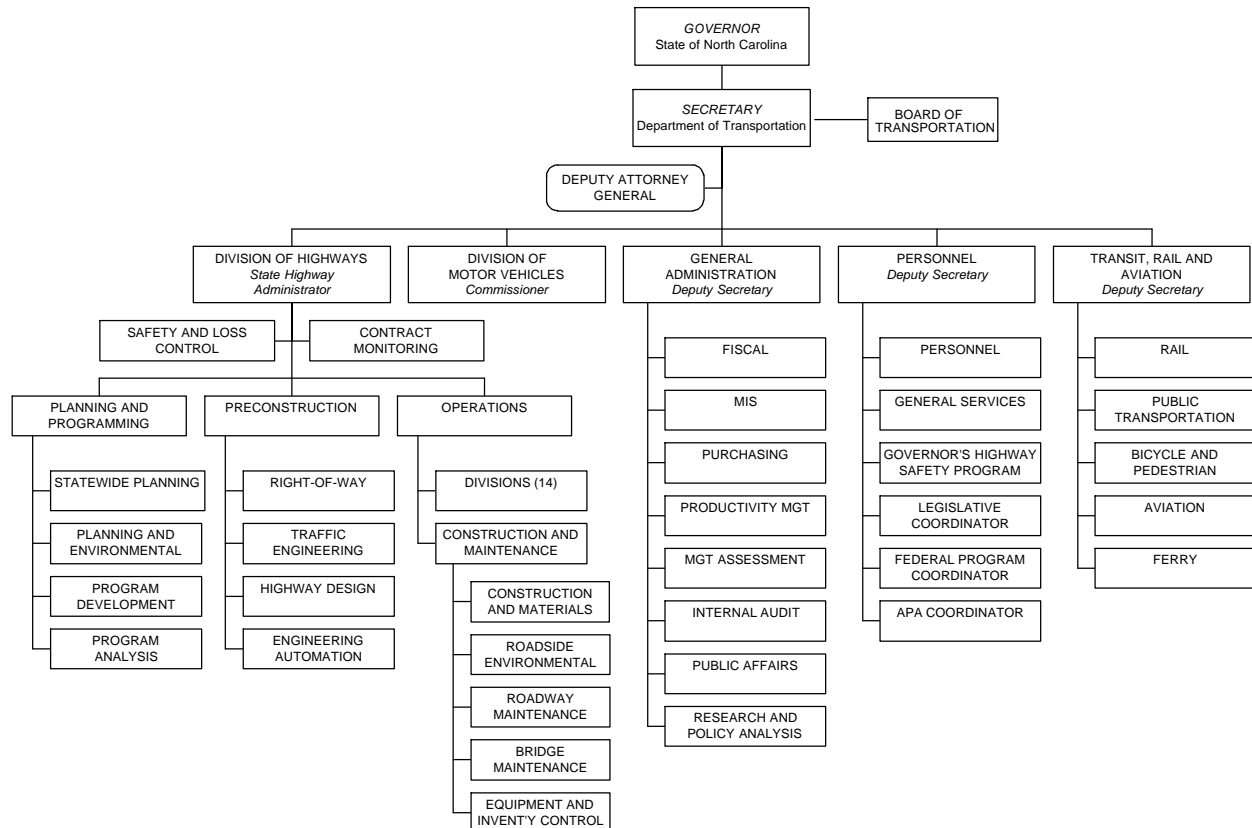 GOVERNOR
State of North Carolina
SECRETARY
Department of Transportation
BOARD OF
TRANSPORTATION
DEPUTY ATTORNEY
GENERAL
DIVISION OF HIGHWAYS
State Highway
Administrator
DIVISION OF
MOTOR VEHICLES
Commissioner
GENERAL
ADMINISTRATION
Deputy Secretary
PERSONNEL
Deputy Secretary
TRANSIT, RAIL AND
AVIATION
Deputy Secretary
SAFETY AND LOSS
CONTROL
CONTRACT
MONITORING
PLANNING AND
PROGRAMMING
STATEWIDE PLANNING
PLANNING AND
ENVIRONMENTAL
PROGRAM
DEVELOPMENT
PROGRAM
ANALYSIS
PRECONSTRUCTION
RIGHT-OF-WAY
TRAFFIC
ENGINEERING
HIGHWAY DESIGN
ENGINEERING
AUTOMATION
OPERATIONS
DIVISIONS (14)
CONSTRUCTION AND
MAINTENANCE
CONSTRUCTION
AND MATERIALS
ROADSIDE
ENVIRONMENTAL
ROADWAY
MAINTENANCE
BRIDGE
MAINTENANCE
EQUIPMENT AND
INVENT'Y CONTROL
FISCAL
MIS
PURCHASING
PRODUCTIVITY MGT
MGT ASSESSMENT
INTERNAL AUDIT
PUBLIC AFFAIRS
RESEARCH AND
POLICY ANALYSIS
PERSONNEL
GENERAL SERVICES
GOVERNOR'S HIGHWAY
SAFETY PROGRAM
LEGISLATIVE
COORDINATOR
FEDERAL PROGRAM
COORDINATOR
APA COORDINATOR
RAIL
PUBLIC
TRANSPORTATION
BICYCLE AND
PEDESTRIAN
AVIATION
FERRY